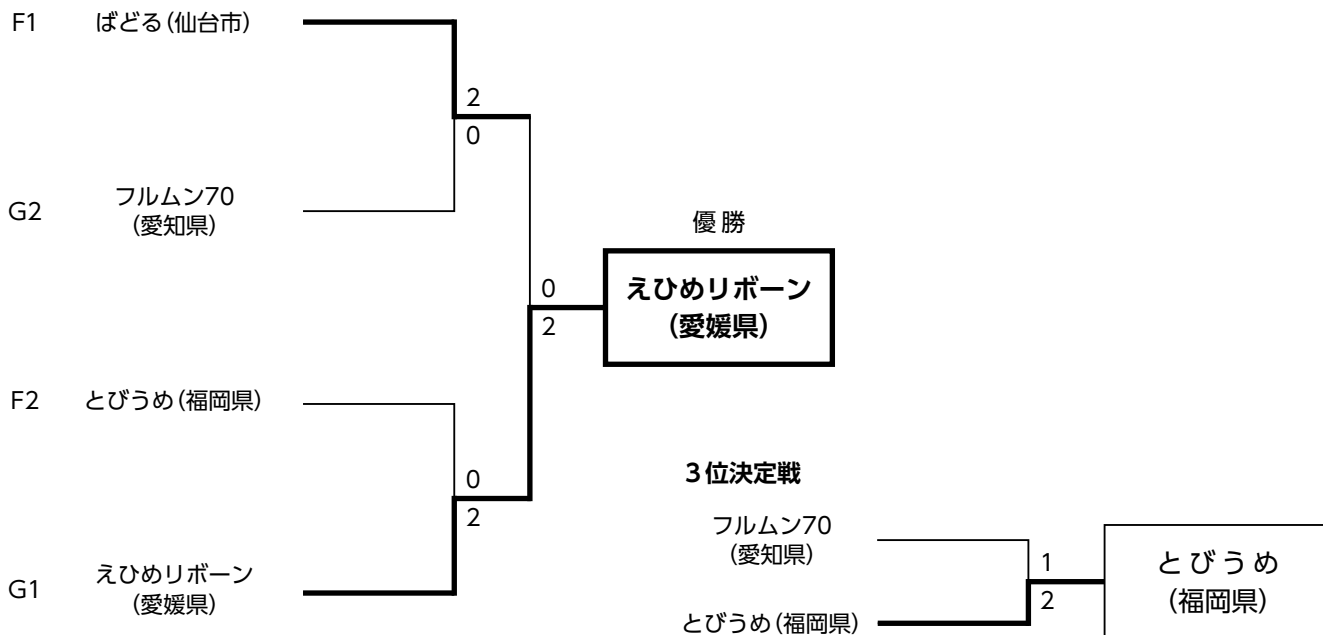 F1 ばどる(仙台市)
2
0
G2 フルムン70
(愛知県)
優勝
えひめリボーン
(愛媛県)
0
2
F2 とびうめ(福岡県)
0
2
G1 えひめリボーン
(愛媛県)
3位決定戦
フルムン70
(愛知県)
1
2
とびうめ(福岡県)
とびうめ
(福岡県)